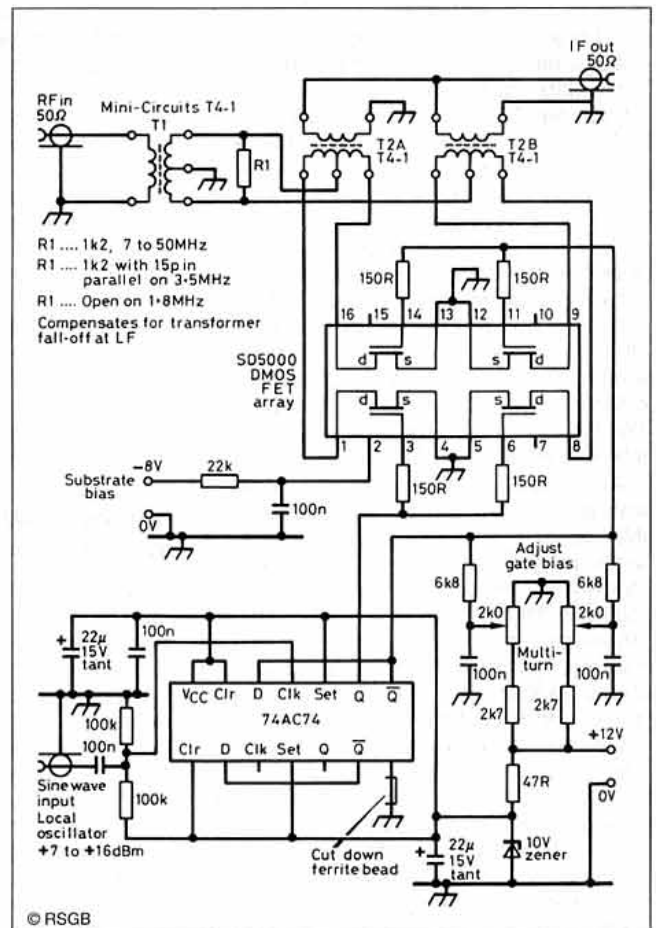 IF out
50Ω
RF in
50Ω
Mini-Circuits T4-1
T1
R1
T2A
T4-1
T2B
T4-1
R1 .... 1k2, 7 to 50MHz
R1 .... 1k2 with 15p in
parallel on 3·5MHz
R1 .... Open on 1·8MHz
Compensates for transformer
fall-off at LF
150R
150R
16 15 14 13 12 11 10 9
d s s d
SD5000
DMOS
FET
array
d s s d
1 2 3 4 5 6 7 8
-8V
22k
Substrate
bias
100n
0V
150R
150R
Adjust
gate bias
6k8
2k0
2k0
6k8
Multi-
turn
100n
100n
2k7
2k7
+
22μ
15V
tant
100n
VCC Clr D Clk Set Q Q̅
74AC74
Clr D Clk Set Q Q̅
100k
100n
100k
Sine wave
input
Local
oscillator
+7 to +16dBm
Cut down
ferrite bead
+12V
47R
0V
+
22μ
15V
tant
10V
zener
© RSGB